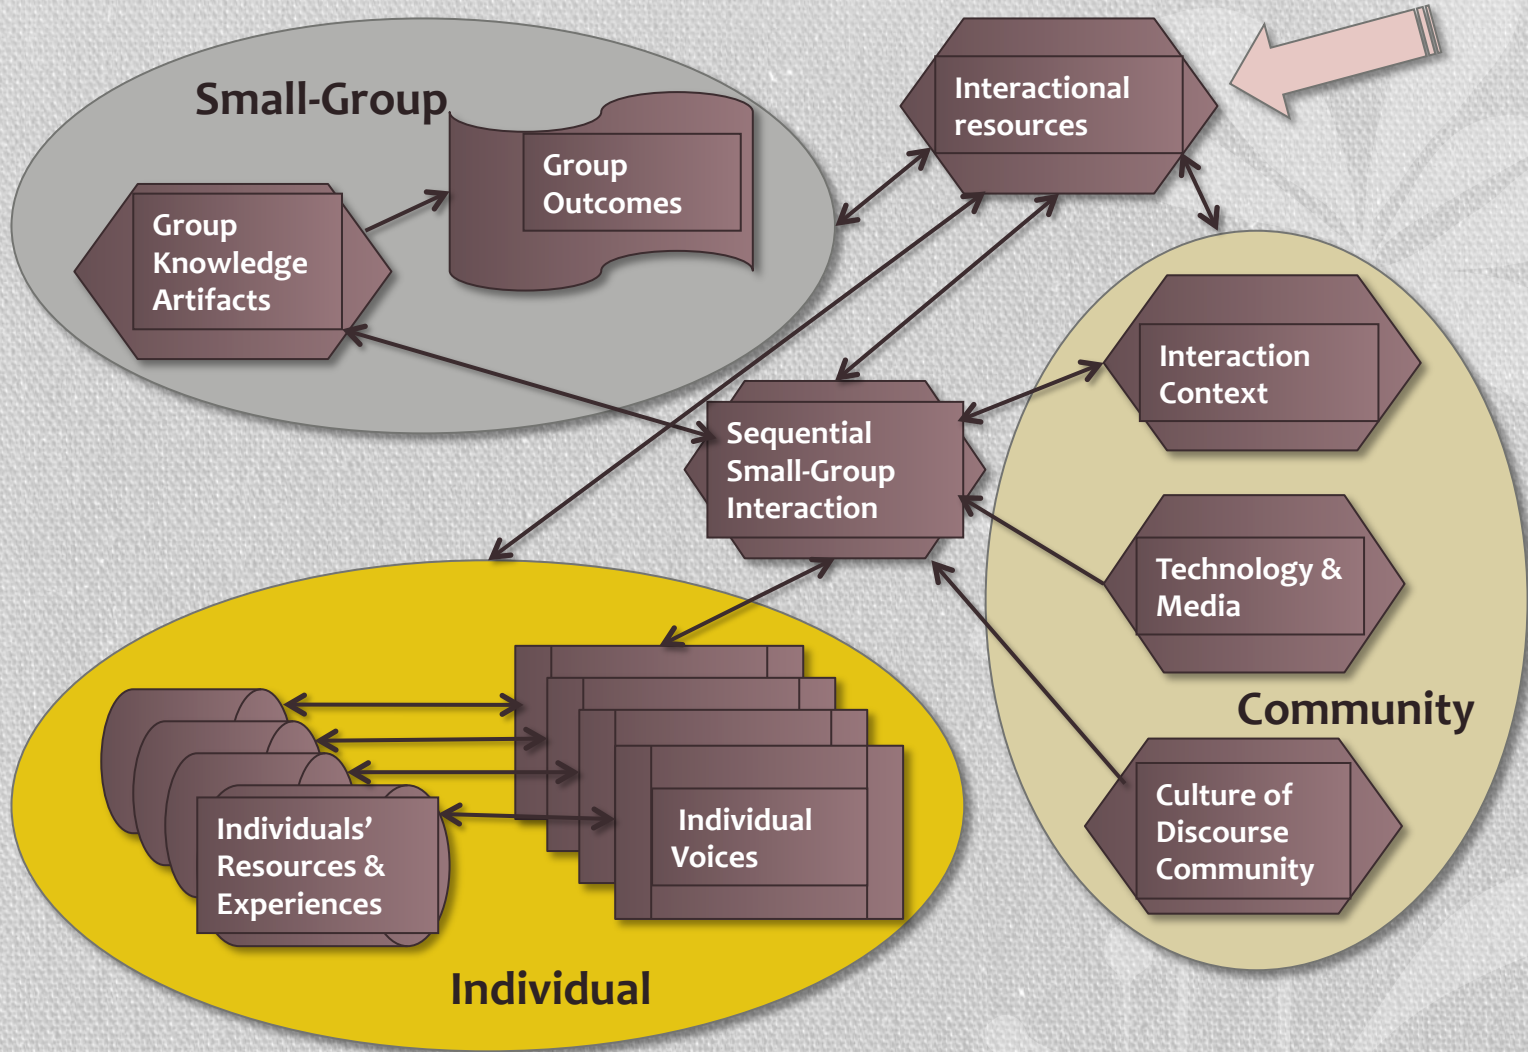 Small-Group
Group
Outcomes
Group
Knowledge
Artifacts
Interactional
resources
Interaction
Context
Sequential
Small-Group
Interaction
Technology &
Media
Community
Culture of
Discourse
Community
Individuals’
Resources &
Experiences
Individual
Voices
Individual